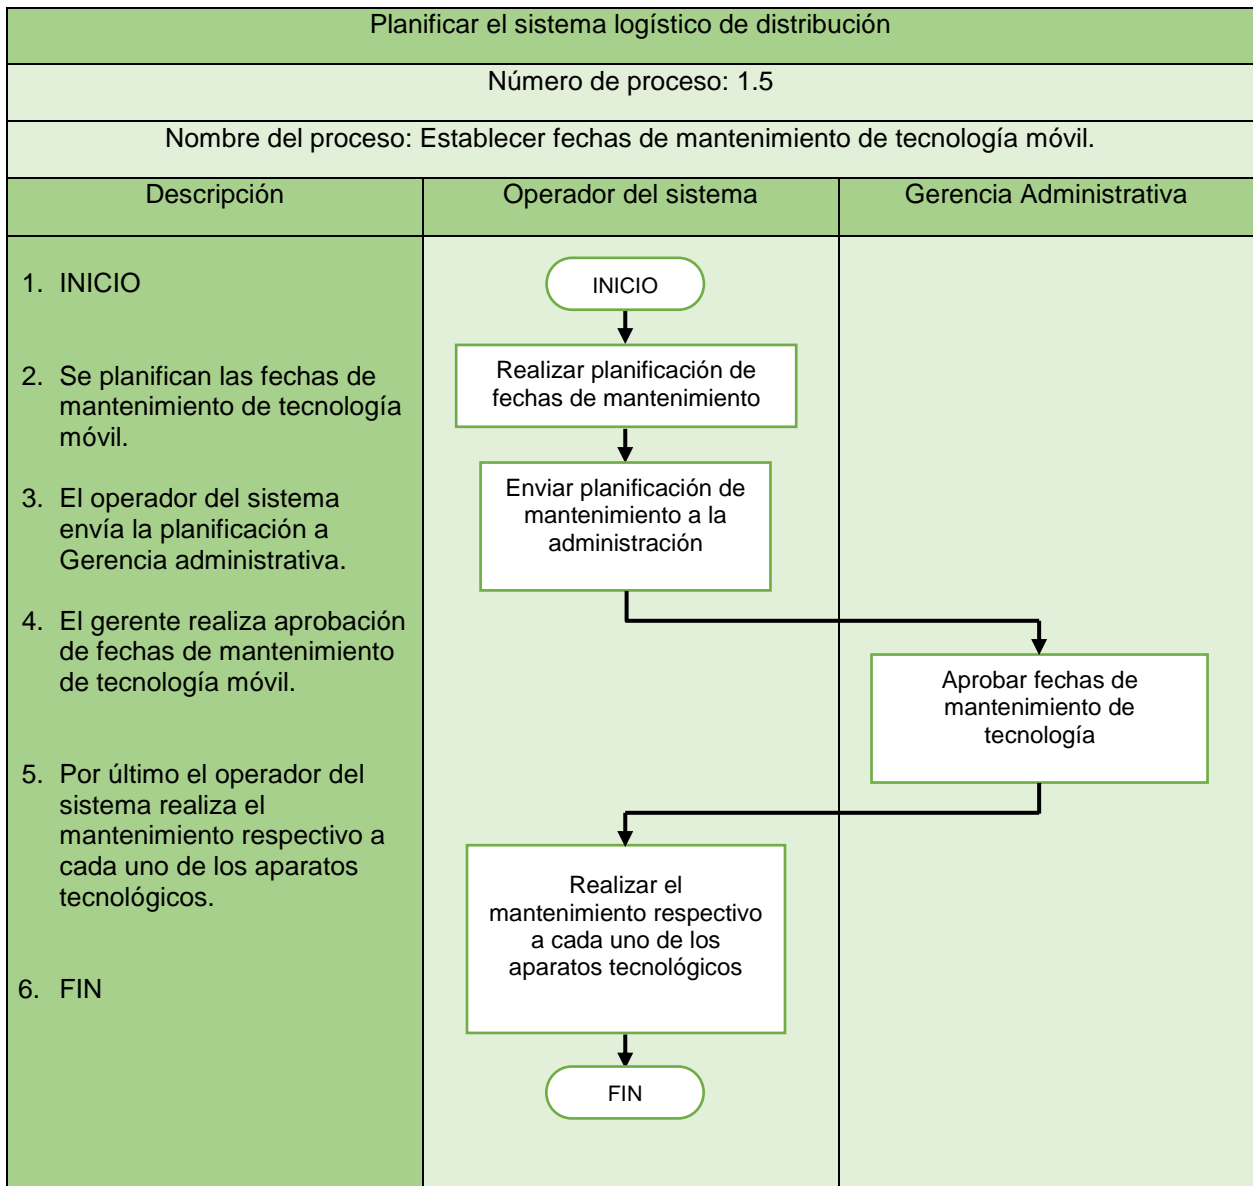 Planificar el sistema logístico de distribución
Número de proceso: 1.5
Nombre del proceso: Establecer fechas de mantenimiento de tecnología móvil.
Descripción
Operador del sistema
Gerencia Administrativa
1. INICIO
2. Se planifican las fechas de
mantenimiento de tecnología
móvil.
3. El operador del sistema
envía la planificación a
Gerencia administrativa.
4. El gerente realiza aprobación
de fechas de mantenimiento
de tecnología móvil.
5. Por último el operador del
sistema realiza el
mantenimiento respectivo a
cada uno de los aparatos
tecnológicos.
6. FIN
INICIO
Realizar planificación de
fechas de mantenimiento
Enviar planificación de
mantenimiento a la
administración
Aprobar fechas de
mantenimiento de
tecnología
Realizar el
mantenimiento respectivo
a cada uno de los
aparatos tecnológicos
FIN